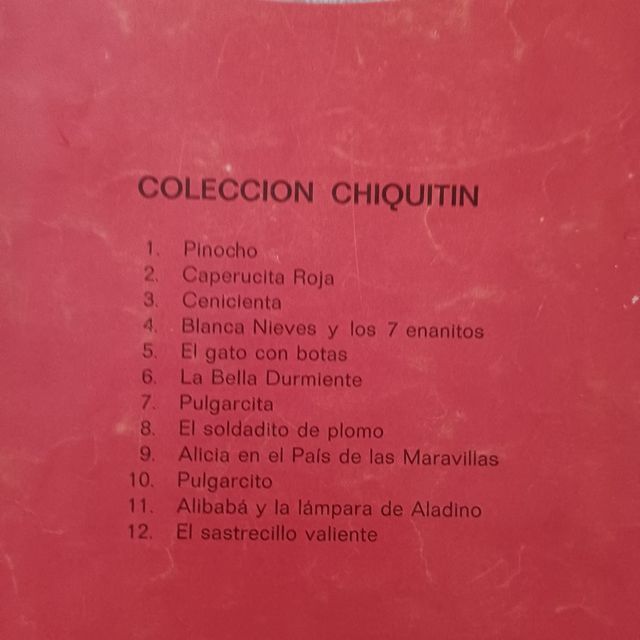 COLECCION CHIQUITIN
1. Pinocho
2. Caperucita Roja
3. Cenicienta
4. Blanca Nieves y los 7 enanitos
5. El gato con botas
6. La Bella Durmiente
7. Pulgarcita
8. El soldadito de plomo
9. Alicia en el País de las Maravillas
10. Pulgarcito
11. Alibabá y la lámpara de Aladino
12. El sastrecillo valiente